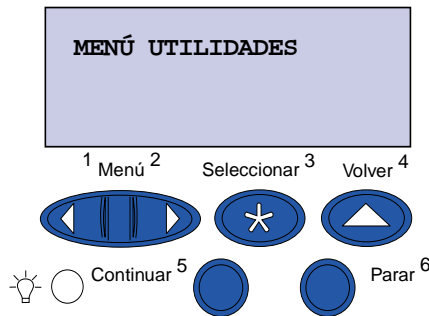 MENÚ UTILIDADES
1 Menú 2 Seleccionar 3 Volver 4
Continuar 5 Parar 6